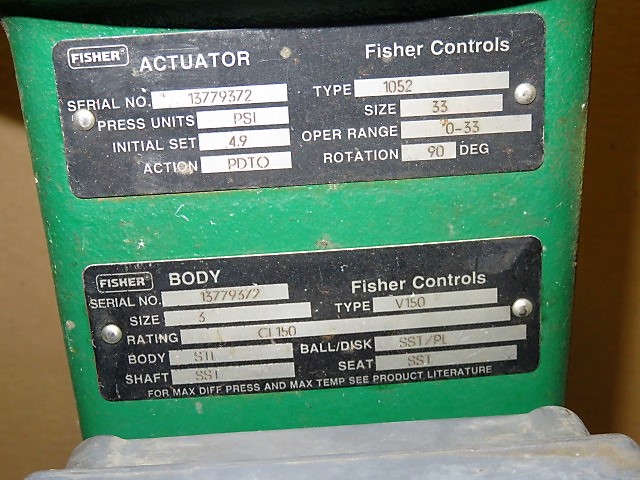 FISHER ACTUATOR Fisher Controls
SERIAL NO. 13779372 TYPE 1052
PRESS UNITS PSI SIZE 33
INITIAL SET 4.9 OPER RANGE 0-33
ACTION PDTO ROTATION 90 DEG
FISHER BODY Fisher Controls
SERIAL NO. 13779372 TYPE V150
SIZE 3
RATING CL150
BODY STL BALL/DISK SST/PL
SHAFT SST SEAT SST
FOR MAX DIFF PRESS AND MAX TEMP SEE PRODUCT LITERATURE